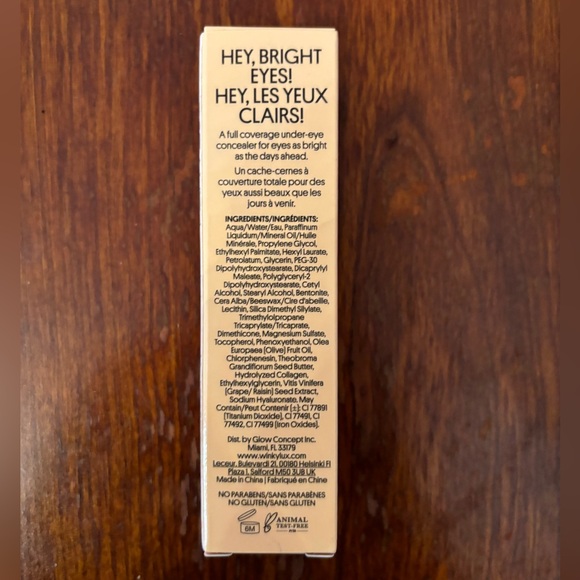 HEY, BRIGHT
EYES!
HEY, LES YEUX
CLAIRS!
A full coverage under-eye
concealer for eyes as bright
as the days ahead.
Un cache-cernes à
couverture totale pour des
yeux aussi beaux que les
jours à venir.
INGREDIENTS/INGRÉDIENTS:
Aqua/Water/Eau, Paraffinum
Liquidum/Mineral Oil/Huile
Minérale, Propylene Glycol,
Ethylhexyl Palmitate, Hexyl Laurate,
Petrolatum, Glycerin, PEG-30
Dipolyhydroxystearate, Dicaprylyl
Maleate, Polyglyceryl-2
Dipolyhydroxystearate, Cetyl
Alcohol, Stearyl Alcohol, Bentonite,
Cera Alba/Beeswax/Cire d'abeille,
Lecithin, Silica Dimethyl Silylate,
Trimethylolpropane
Tricaprylate/Tricaprate,
Dimethicone, Magnesium Sulfate,
Tocopherol, Phenoxyethanol, Olea
Europaea (Olive) Fruit Oil,
Chlorphenesin, Theobroma
Grandiflorum Seed Butter,
Hydrolyzed Collagen,
Ethylhexylglycerin, Vitis Vinifera
(Grape/ Raisin) Seed Extract,
Sodium Hyaluronate. May
Contain/Peut Contenir (±): CI 77891
(Titanium Dioxide), CI 77491, CI
77492, CI 77499 (Iron Oxides).
Dist. by Glow Concept Inc.
Miami, Fl 33179
www.winkylux.com
Leceur, Bulevardi 21, 00180 Helsinki FI
Plaza 1, Salford M50 3UB UK
Made in China | Fabriqué en Chine
NO PARABENS/SANS PARABÈNES
NO GLUTEN/SANS GLUTEN
6M
ANIMAL
TEST-FREE